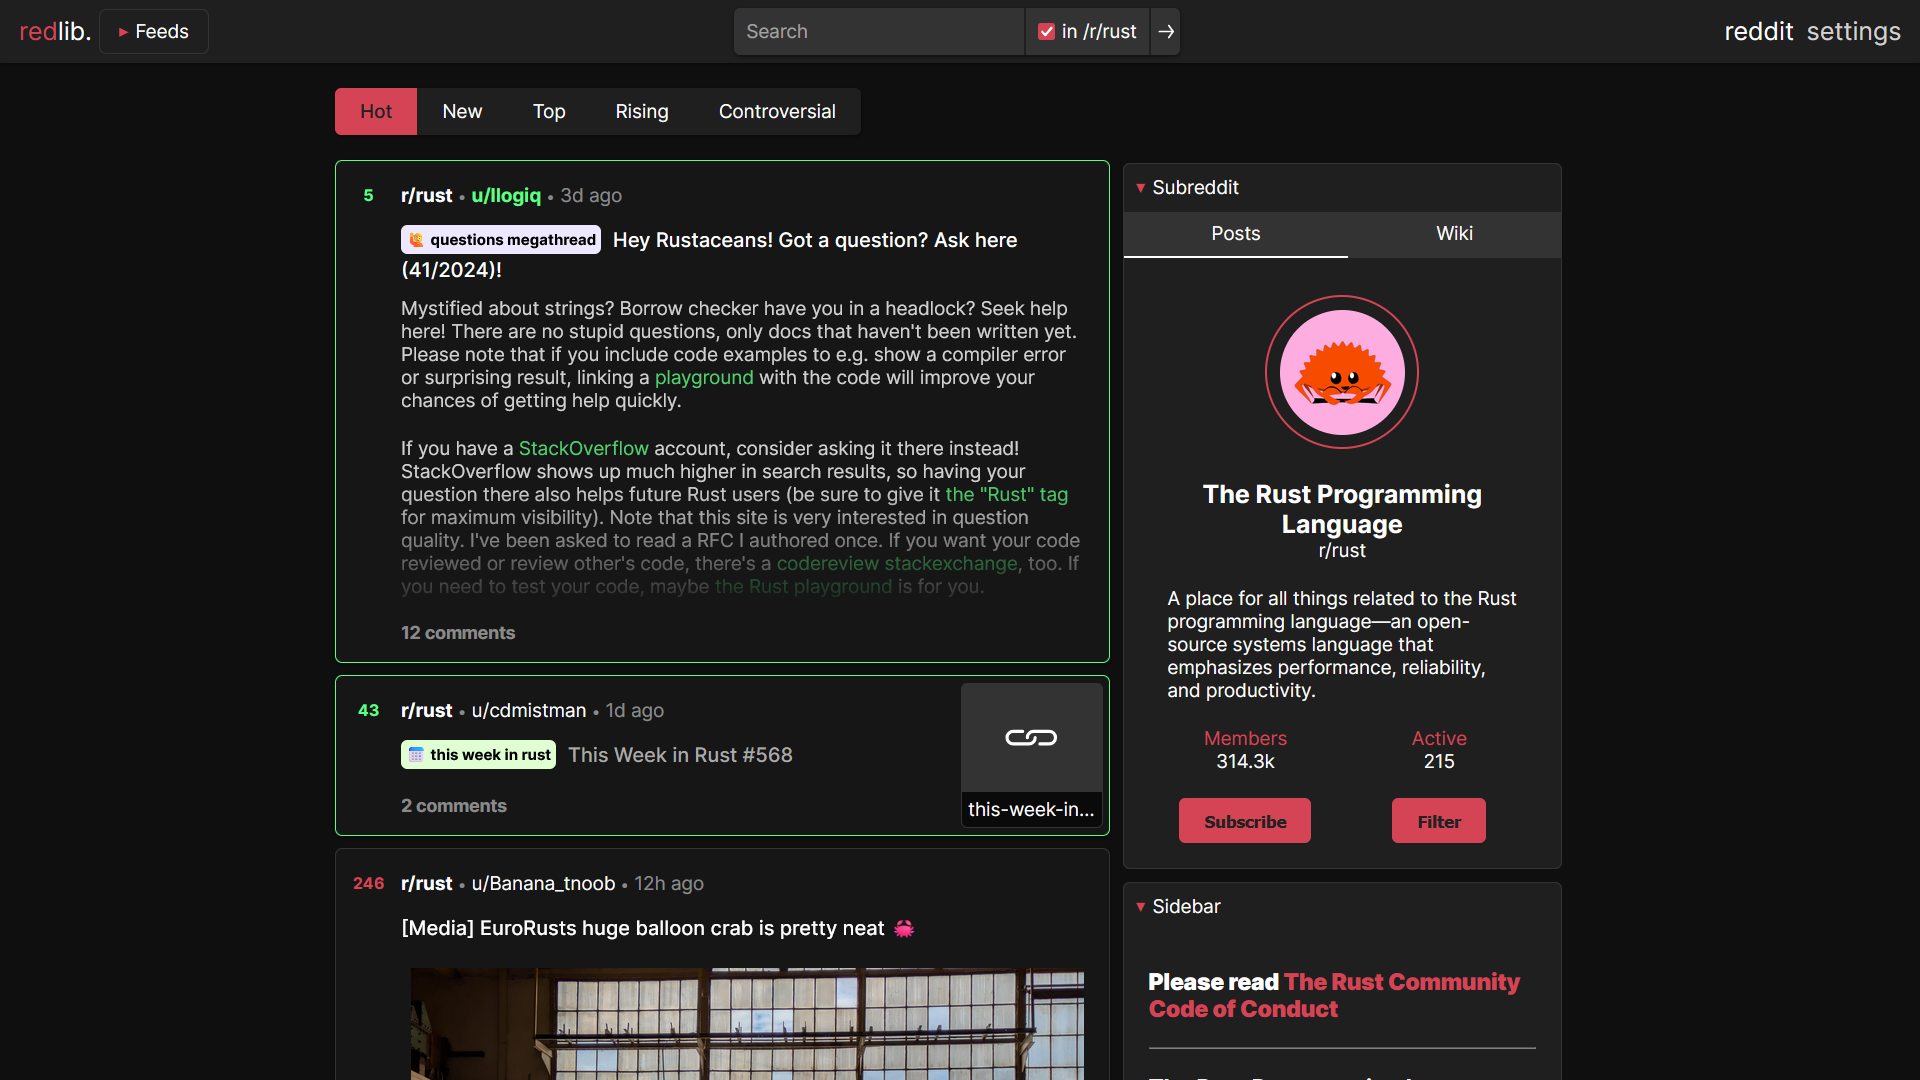 redlib.
▸ Feeds
Search
in /r/rust
→
reddit settings
Hot
New
Top
Rising
Controversial
5
r/rust • u/llogiq • 3d ago
questions megathread Hey Rustaceans! Got a question? Ask here
(41/2024)!
Mystified about strings? Borrow checker have you in a headlock? Seek help
here! There are no stupid questions, only docs that haven't been written yet.
Please note that if you include code examples to e.g. show a compiler error
or surprising result, linking a playground with the code will improve your
chances of getting help quickly.
If you have a StackOverflow account, consider asking it there instead!
StackOverflow shows up much higher in search results, so having your
question there also helps future Rust users (be sure to give it the "Rust" tag
for maximum visibility). Note that this site is very interested in question
quality. I've been asked to read a RFC I authored once. If you want your code
reviewed or review other's code, there's a codereview stackexchange, too. If
you need to test your code, maybe the Rust playground is for you.
12 comments
43
r/rust • u/cdmistman • 1d ago
this week in rust This Week in Rust #568
2 comments
this-week-in...
246
r/rust • u/Banana_tnoob • 12h ago
[Media] EuroRusts huge balloon crab is pretty neat 🦀
▾ Subreddit
Posts
Wiki
The Rust Programming
Language
r/rust
A place for all things related to the Rust
programming language—an open-
source systems language that
emphasizes performance, reliability,
and productivity.
Members
314.3k
Active
215
Subscribe
Filter
▾ Sidebar
Please read The Rust Community
Code of Conduct